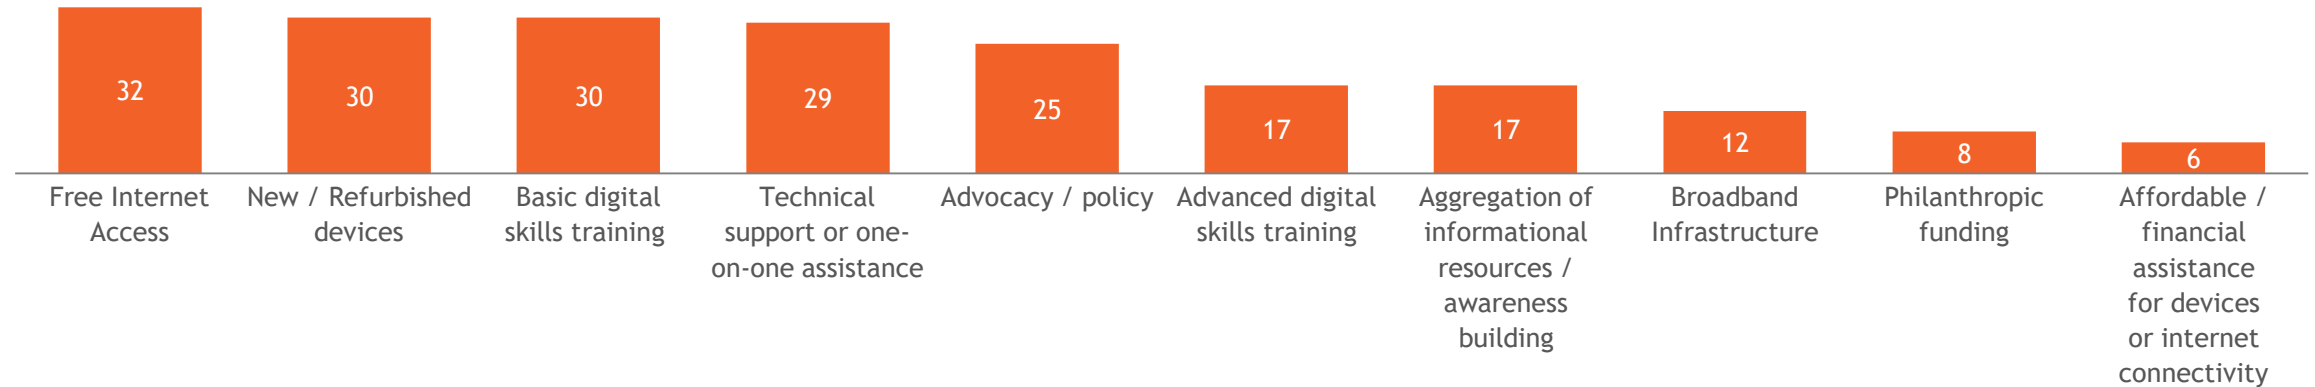 32
30
30
29
25
17
17
12
8
6
Free Internet
Access
New / Refurbished
devices
Basic digital
skills training
Technical
support or one-
on-one assistance
Advocacy / policy
Advanced digital
skills training
Aggregation of
informational
resources /
awareness
building
Broadband
Infrastructure
Philanthropic
funding
Affordable /
financial
assistance
for devices
or internet
connectivity